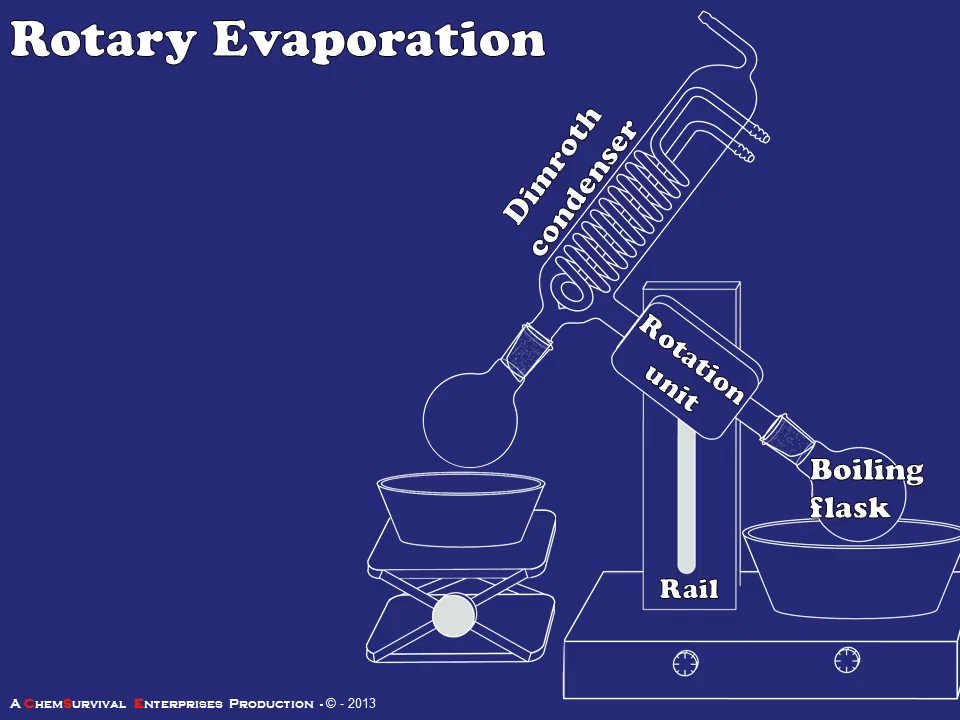 Rotary Evaporation
Dimroth
condenser
Rotation
unit
Boiling
flask
Rail
A ChemSurvival Enterprises Production - © - 2013